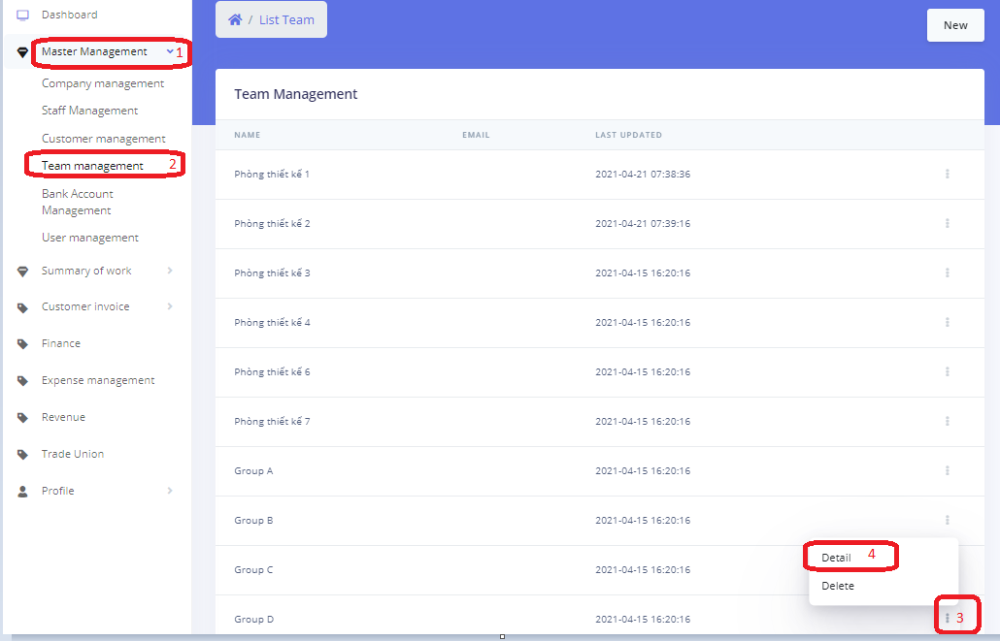 Dashboard
Master Management 1
Company management
Staff Management
Customer management
Team management 2
Bank Account
Management
User management
Summary of work
Customer invoice
Finance
Expense management
Revenue
Trade Union
Profile
/ List Team
New
Team Management
NAME EMAIL LAST UPDATED
Phòng thiết kế 1 2021-04-21 07:38:36
Phòng thiết kế 2 2021-04-21 07:39:16
Phòng thiết kế 3 2021-04-15 16:20:16
Phòng thiết kế 4 2021-04-15 16:20:16
Phòng thiết kế 6 2021-04-15 16:20:16
Phòng thiết kế 7 2021-04-15 16:20:16
Group A 2021-04-15 16:20:16
Group B 2021-04-15 16:20:16
Detail 4
Group C 2021-04-15 16:20:16
Delete
Group D 2021-04-15 16:20:16 3